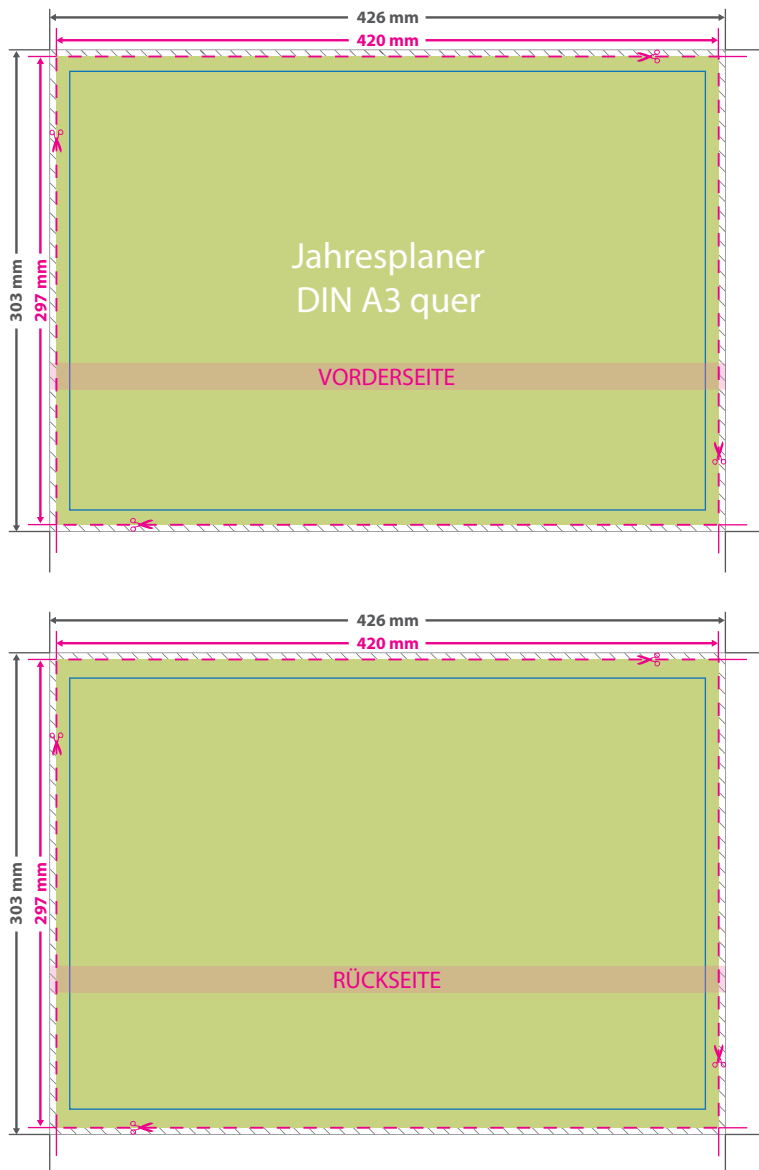 426 mm
420 mm
303 mm
297 mm
Jahresplaner
DIN A3 quer
VORDERSEITE
426 mm
420 mm
303 mm
297 mm
RÜCKSEITE